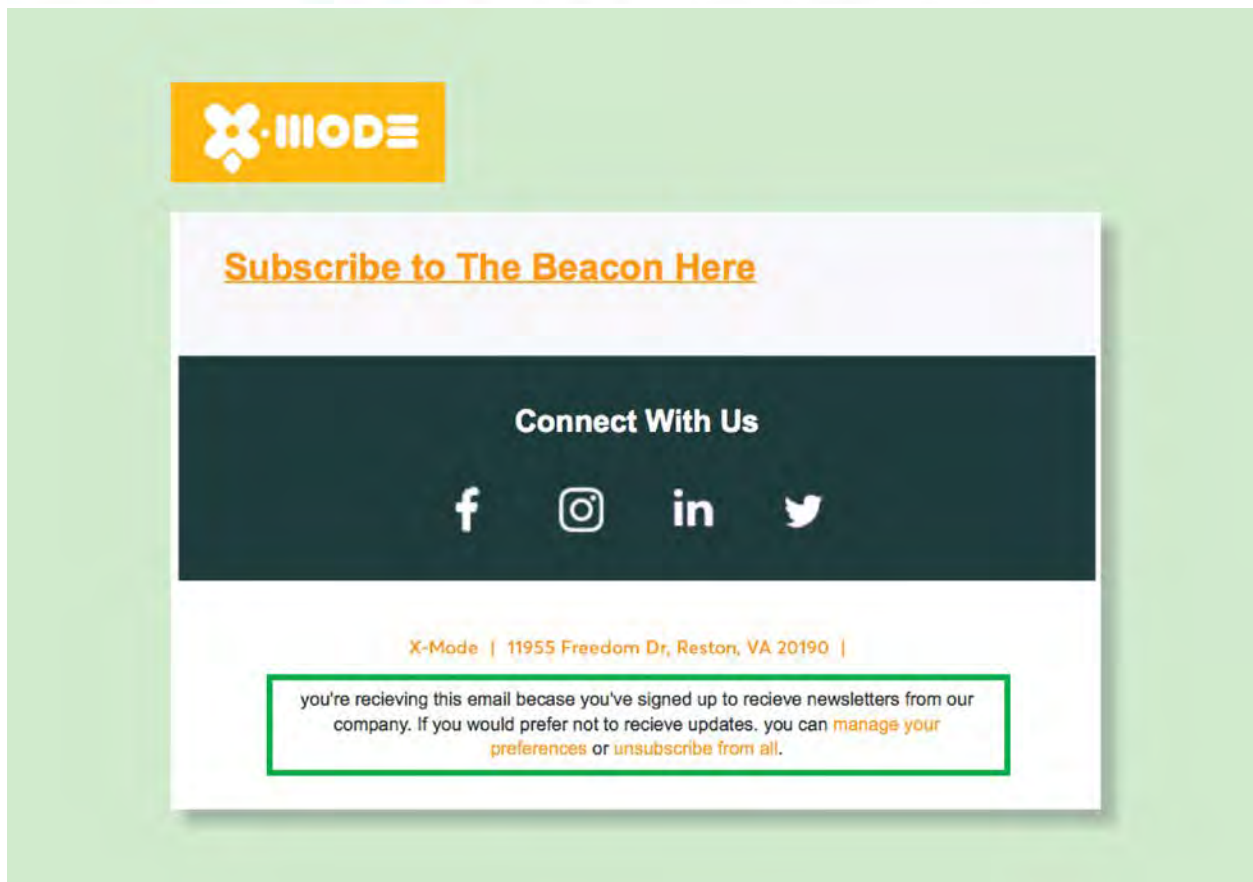 X-MODE
Subscribe to The Beacon Here
Connect With Us
X-Mode | 11955 Freedom Dr, Reston, VA 20190 |
you're recieving this email becase you've signed up to recieve newsletters from our
company. If you would prefer not to recieve updates. you can manage your
preferences or unsubscribe from all.